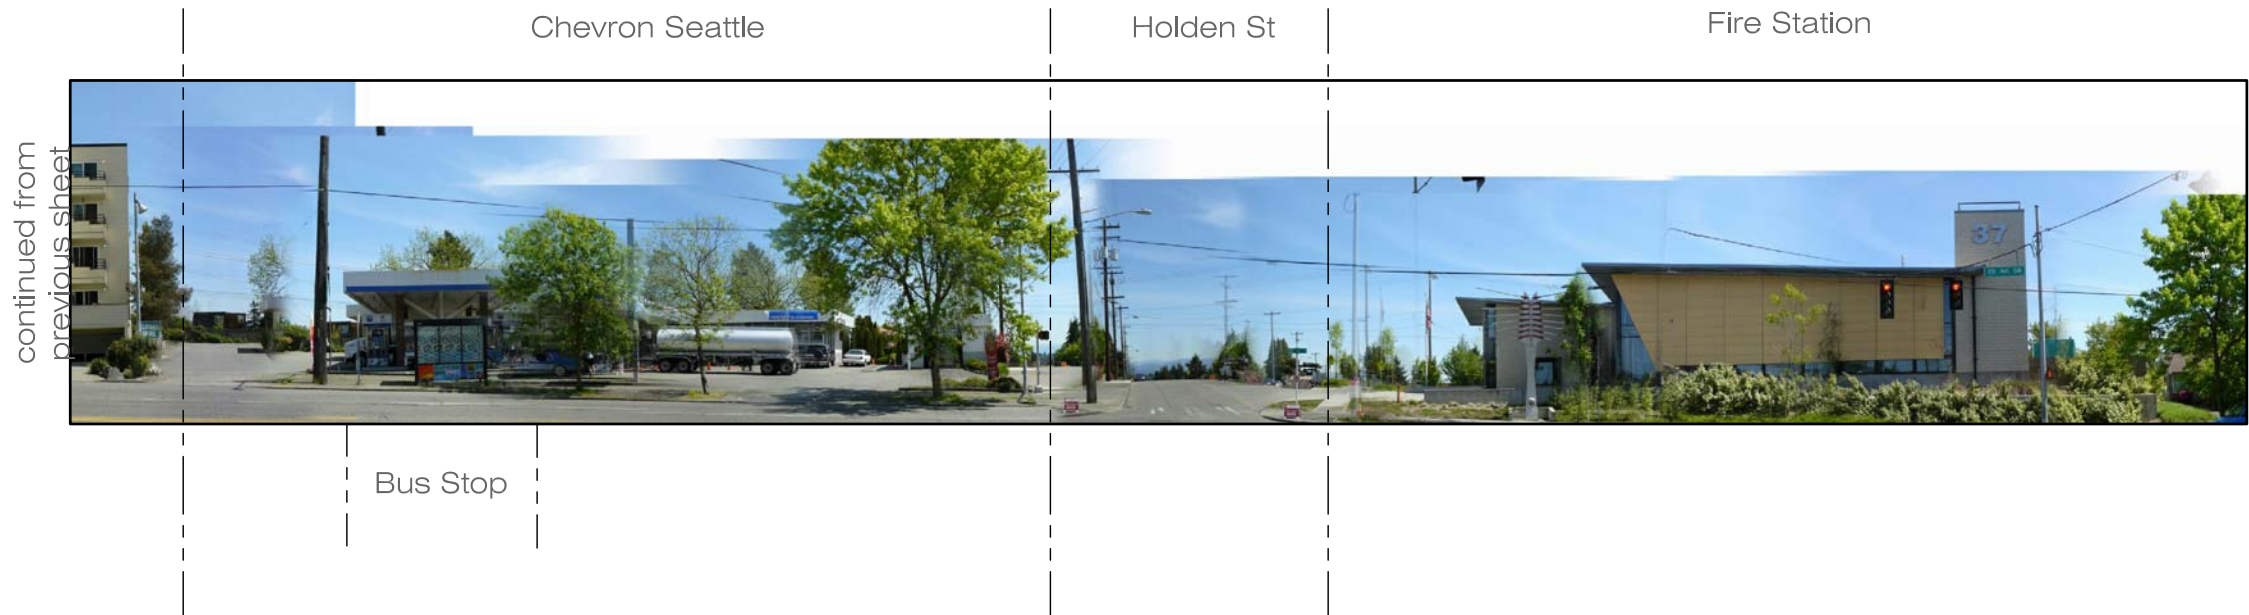 Chevron Seattle
Holden St
Fire Station
continued from
previous sheet
37
Bus Stop